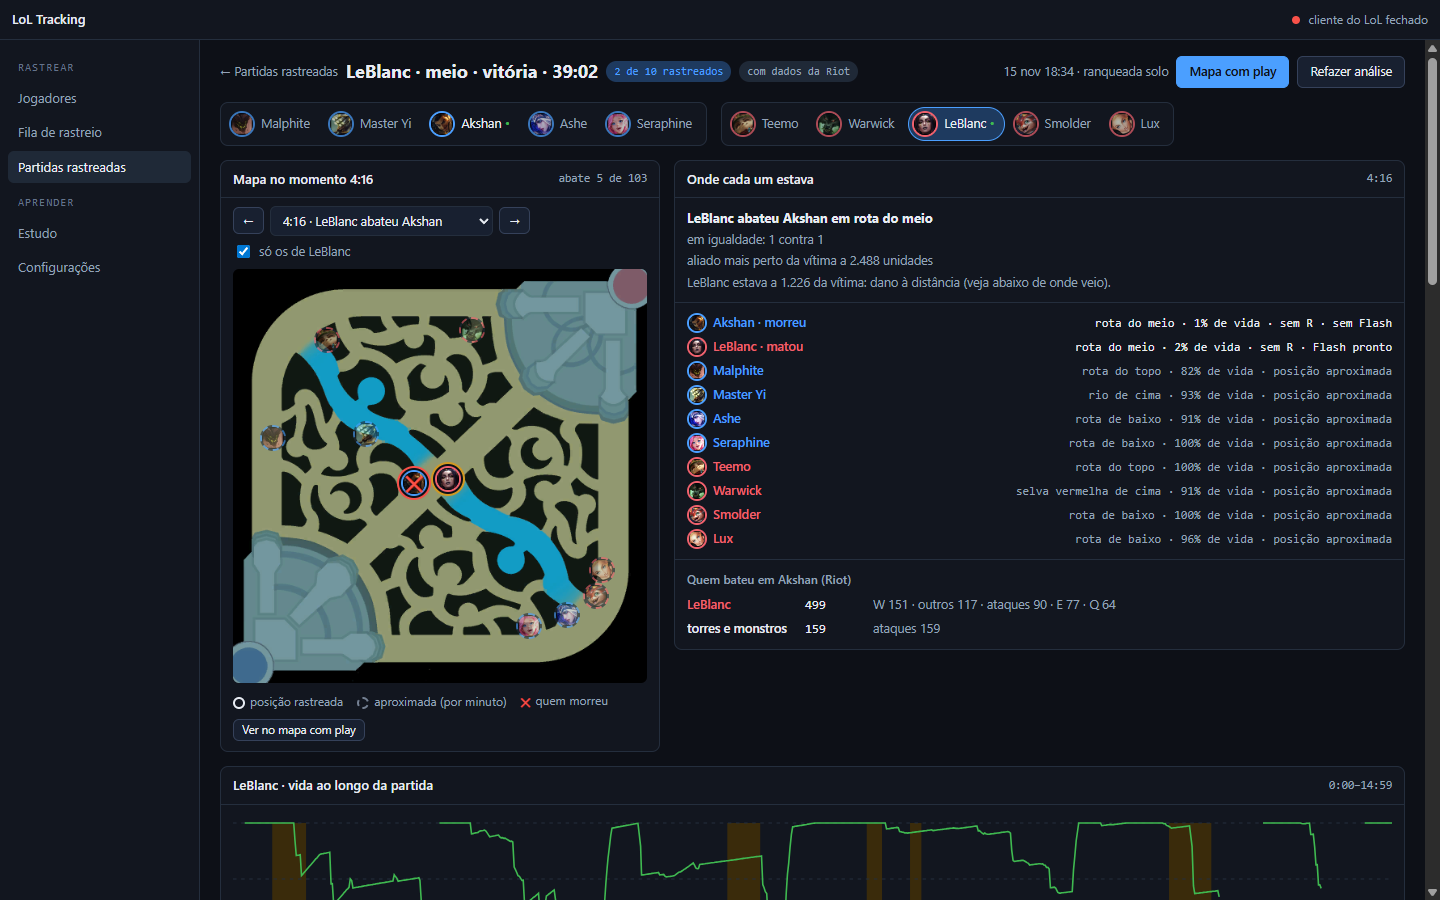 LoL Tracking
cliente do LoL fechado
RASTREAR
Jogadores
Fila de rastreio
Partidas rastreadas
APRENDER
Estudo
Configurações
← Partidas rastreadas
LeBlanc · meio · vitória · 39:02
2 de 10 rastreados
com dados da Riot
15 nov 18:34 · ranqueada solo
Mapa com play
Refazer análise
Malphite
Master Yi
Akshan
Ashe
Seraphine
Teemo
Warwick
LeBlanc
Smolder
Lux
Mapa no momento 4:16
abate 5 de 103
←
4:16 · LeBlanc abateu Akshan
→
só os de LeBlanc
posição rastreada
aproximada (por minuto)
quem morreu
Ver no mapa com play
Onde cada um estava
4:16
LeBlanc abateu Akshan em rota do meio
em igualdade: 1 contra 1
aliado mais perto da vítima a 2.488 unidades
LeBlanc estava a 1.226 da vítima: dano à distância (veja abaixo de onde veio).
Akshan · morreu rota do meio · 1% de vida · sem R · sem Flash
LeBlanc · matou rota do meio · 2% de vida · sem R · Flash pronto
Malphite rota do topo · 82% de vida · posição aproximada
Master Yi rio de cima · 93% de vida · posição aproximada
Ashe rota de baixo · 91% de vida · posição aproximada
Seraphine rota de baixo · 100% de vida · posição aproximada
Teemo rota do topo · 100% de vida · posição aproximada
Warwick selva vermelha de cima · 91% de vida · posição aproximada
Smolder rota de baixo · 100% de vida · posição aproximada
Lux rota de baixo · 96% de vida · posição aproximada
Quem bateu em Akshan (Riot)
LeBlanc 499 W 151 · outros 117 · ataques 90 · E 77 · Q 64
torres e monstros 159 ataques 159
LeBlanc · vida ao longo da partida
0:00–14:59